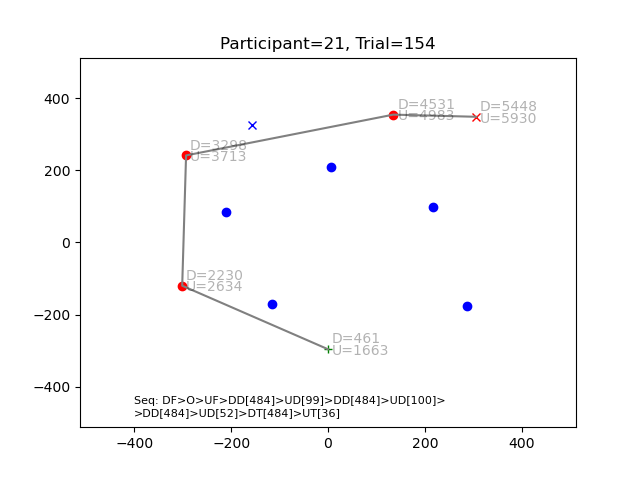 Participant=21, Trial=154
D=4531
U=4983
D=5448
U=5930
D=3298
U=3713
D=2230
U=2634
D=461
U=1663
Seq: DF>O>UF>DD[484]>UD[99]>DD[484]>UD[100]>
>DD[484]>UD[52]>DT[484]>UT[36]
400
200
0
−200
−400
−400
−200
0
200
400